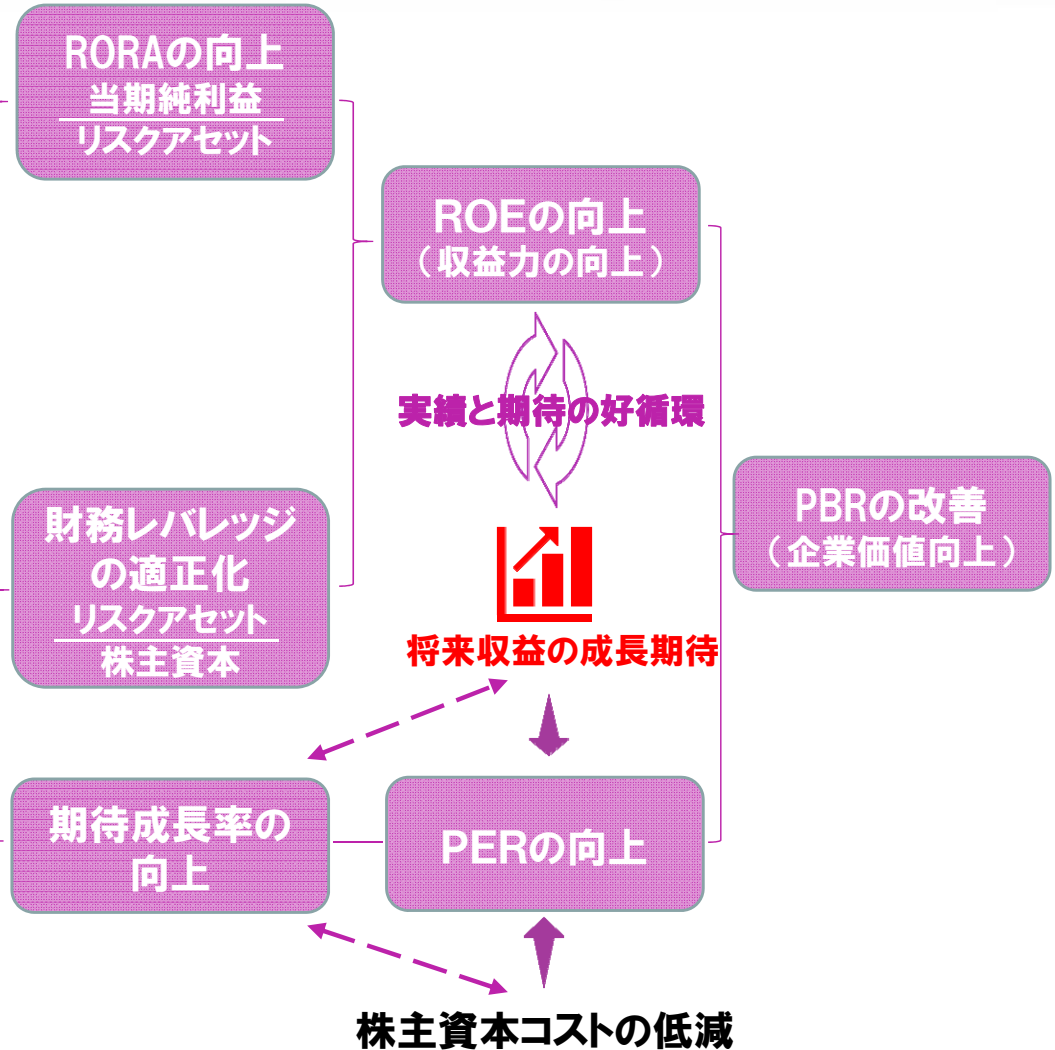 RORAの向上
当期純利益
リスクアセット
ROEの向上
（収益力の向上）
実績と期待の好循環
財務レバレッジ
の適正化
リスクアセット
株主資本
PBRの改善
（企業価値向上）
将来収益の成長期待
期待成長率の
向上
PERの向上
株主資本コストの低減